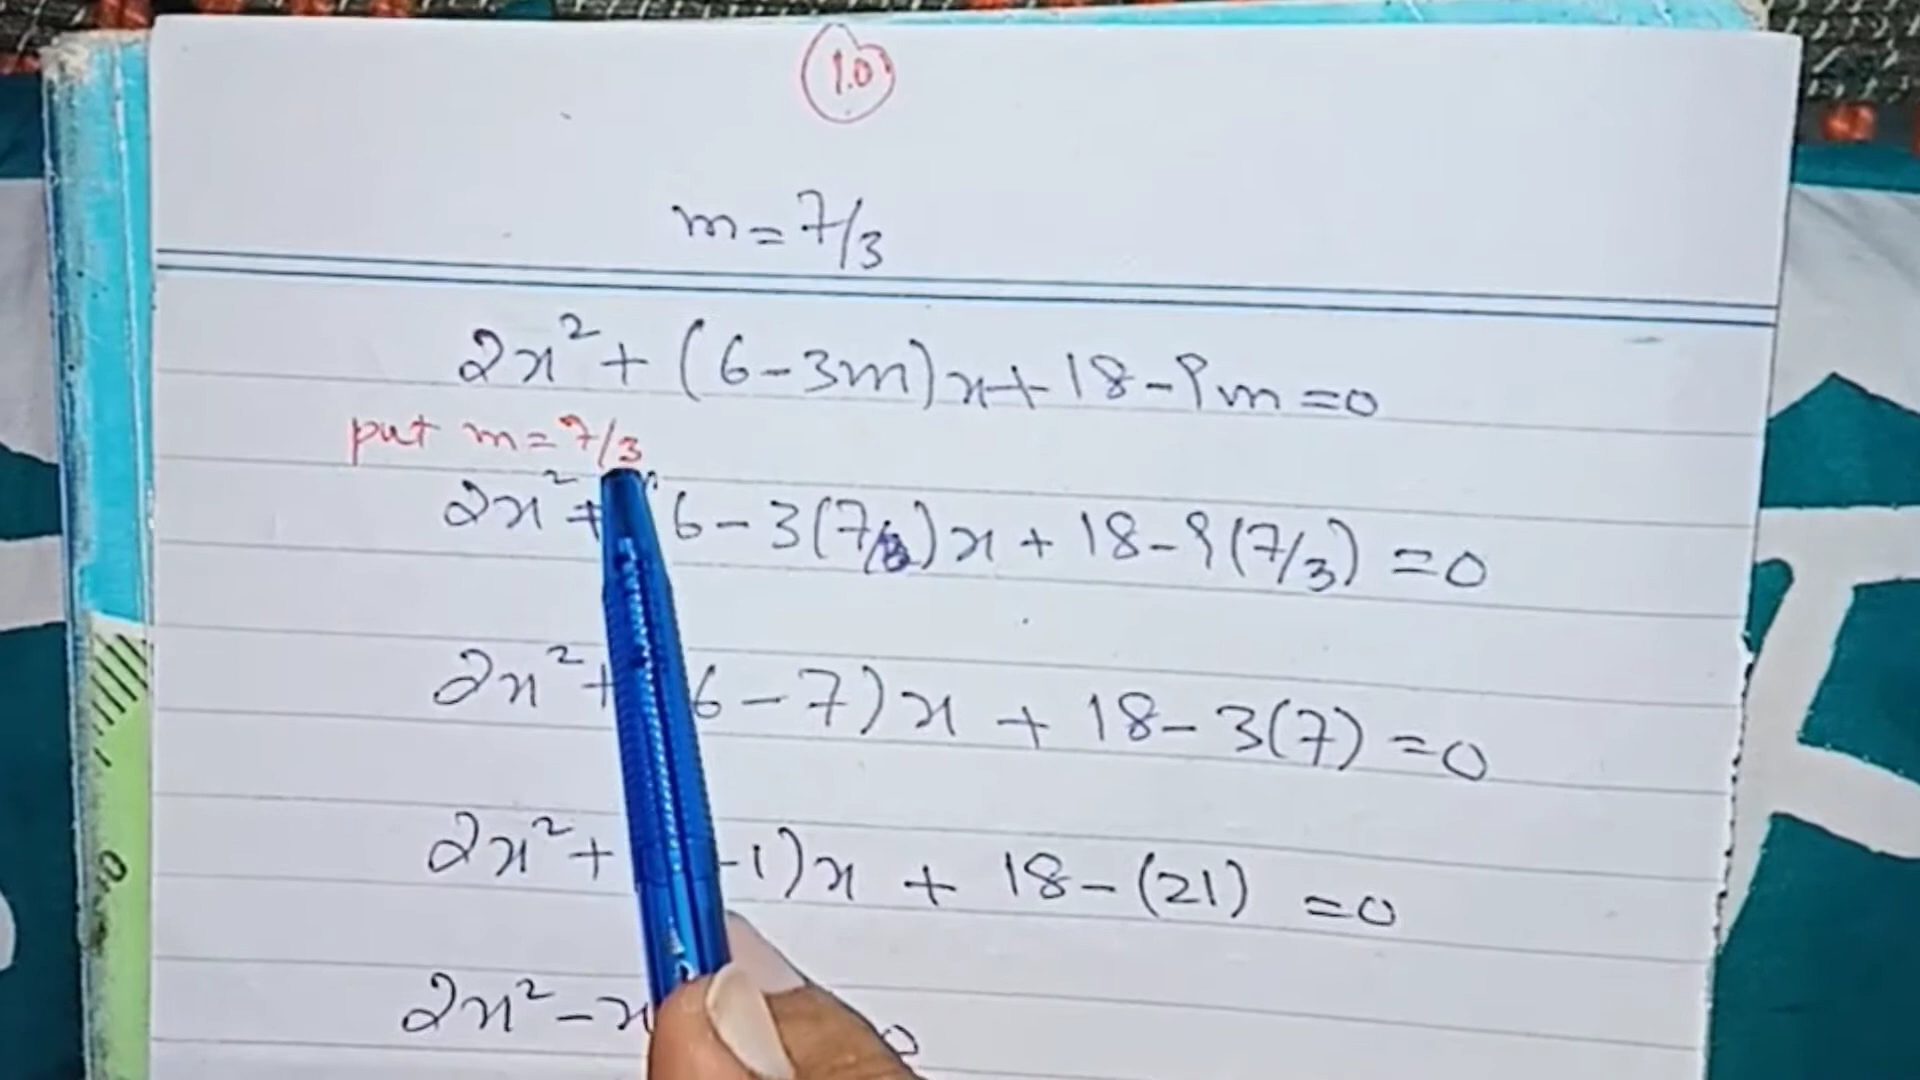 10
m=7/3
2x²+(6-3m)x+18-9m=0
put m=7/3
2x²+ 6-3(7/3)x+18-9(7/3)=0
2x²+ 6-7)x+18-3(7)=0
2x²+ -1)x+18-(21)=0
2x²-x 0